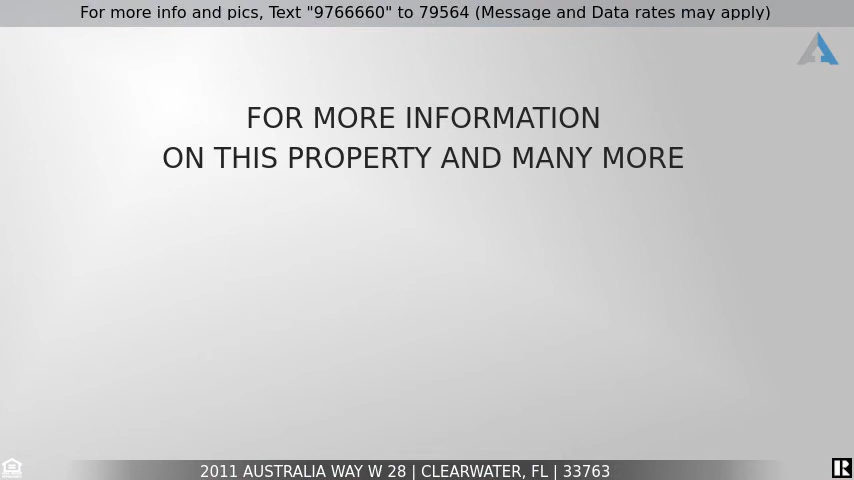 For more info and pics, Text "9766660" to 79564 (Message and Data rates may apply)
FOR MORE INFORMATION
ON THIS PROPERTY AND MANY MORE
2011 AUSTRALIA WAY W 28 | CLEARWATER, FL | 33763